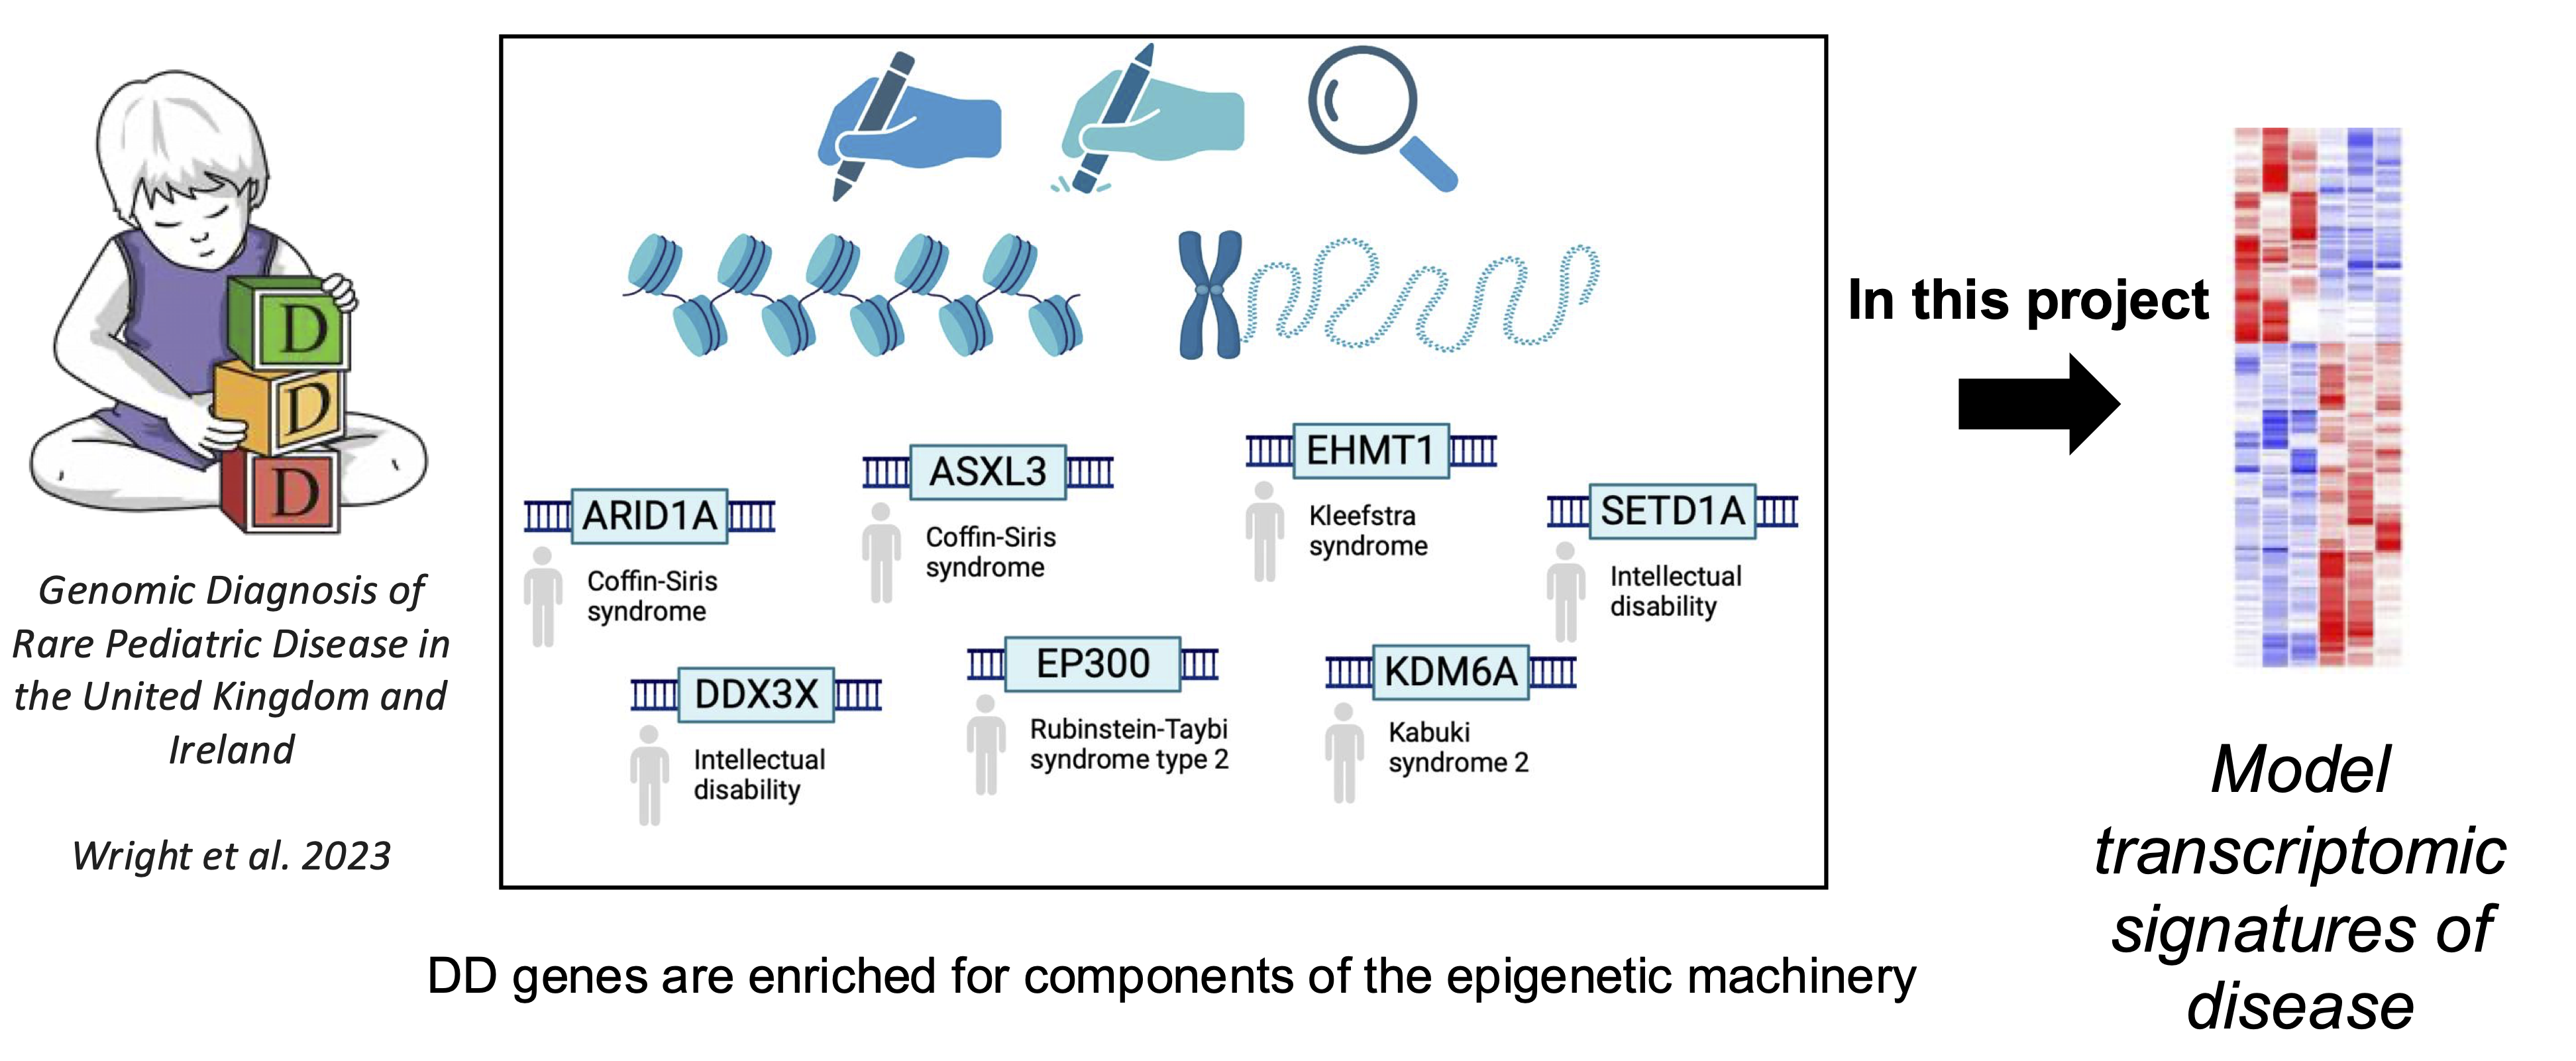 D
D
D
Genomic Diagnosis of
Rare Pediatric Disease in
the United Kingdom and
Ireland
Wright et al. 2023
ARID1A
Coffin-Siris
syndrome
ASXL3
Coffin-Siris
syndrome
EHMT1
Kleefstra
syndrome
SETD1A
Intellectual
disability
DDX3X
Intellectual
disability
EP300
Rubinstein-Taybi
syndrome type 2
KDM6A
Kabuki
syndrome 2
DD genes are enriched for components of the epigenetic machinery
In this project
Model
transcriptomic
signatures of
disease